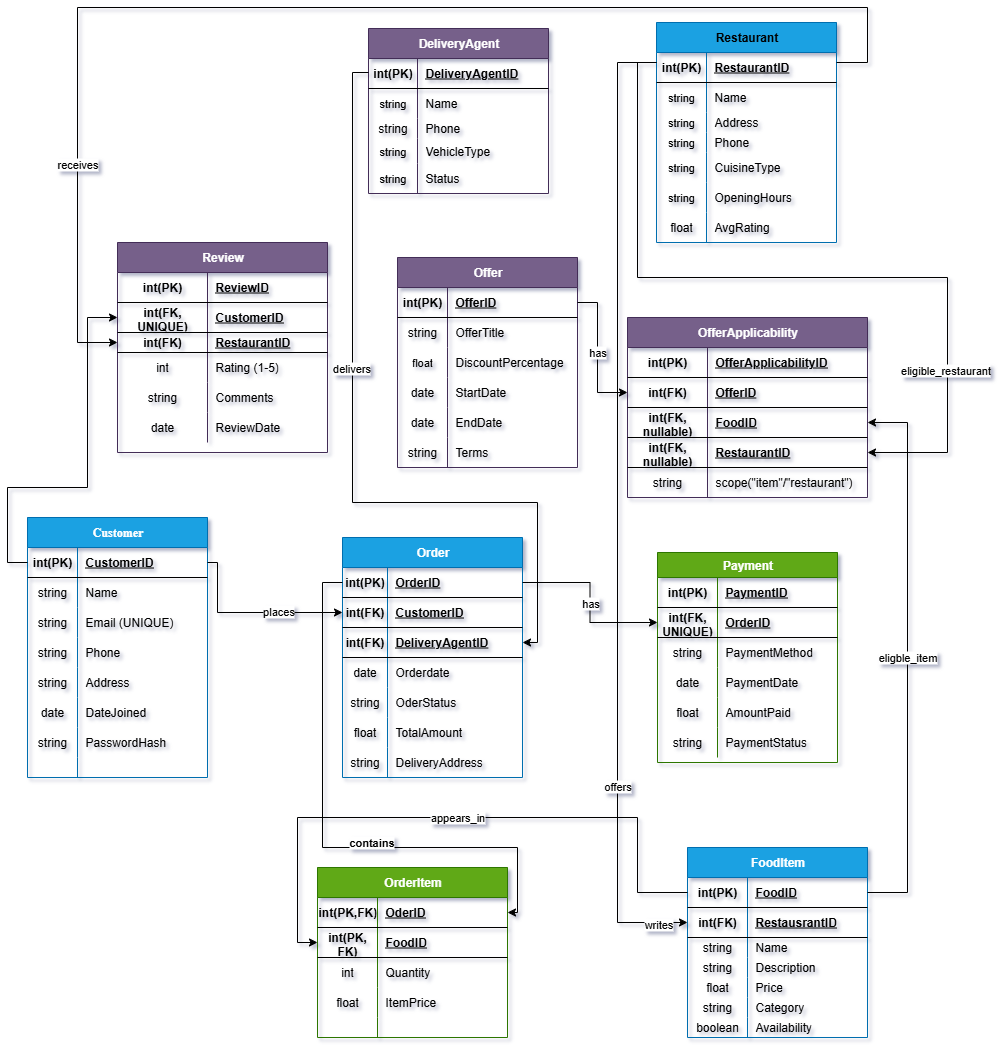 DeliveryAgent
int(PK) DeliveryAgentID
string Name
string Phone
string VehicleType
string Status
Restaurant
int(PK) RestaurantID
string Name
string Address
string Phone
string CuisineType
string OpeningHours
float AvgRating
receives
Review
int(PK) ReviewID
int(FK, UNIQUE) CustomerID
int(FK) RestaurantID
int Rating (1-5)
string Comments
date ReviewDate
delivers
Offer
int(PK) OfferID
string OfferTitle
float DiscountPercentage
date StartDate
date EndDate
string Terms
has
OfferApplicability
int(PK) OfferApplicabilityID
int(FK) OfferID
int(FK, nullable) FoodID
int(FK, nullable) RestaurantID
string scope("item"/"restaurant")
eligible_restaurant
Customer
int(PK) CustomerID
string Name
string Email (UNIQUE)
string Phone
string Address
date DateJoined
string PasswordHash
places
Order
int(PK) OrderID
int(FK) CustomerID
int(FK) DeliveryAgentID
date Orderdate
string OderStatus
float TotalAmount
string DeliveryAddress
has
Payment
int(PK) PaymentID
int(FK, UNIQUE) OrderID
string PaymentMethod
date PaymentDate
float AmountPaid
string PaymentStatus
eligble_item
offers
appears_in
contains
OrderItem
int(PK,FK) OderID
int(PK, FK) FoodID
int Quantity
float ItemPrice
writes
FoodItem
int(PK) FoodID
int(FK) RestausrantID
string Name
string Description
float Price
string Category
boolean Availability